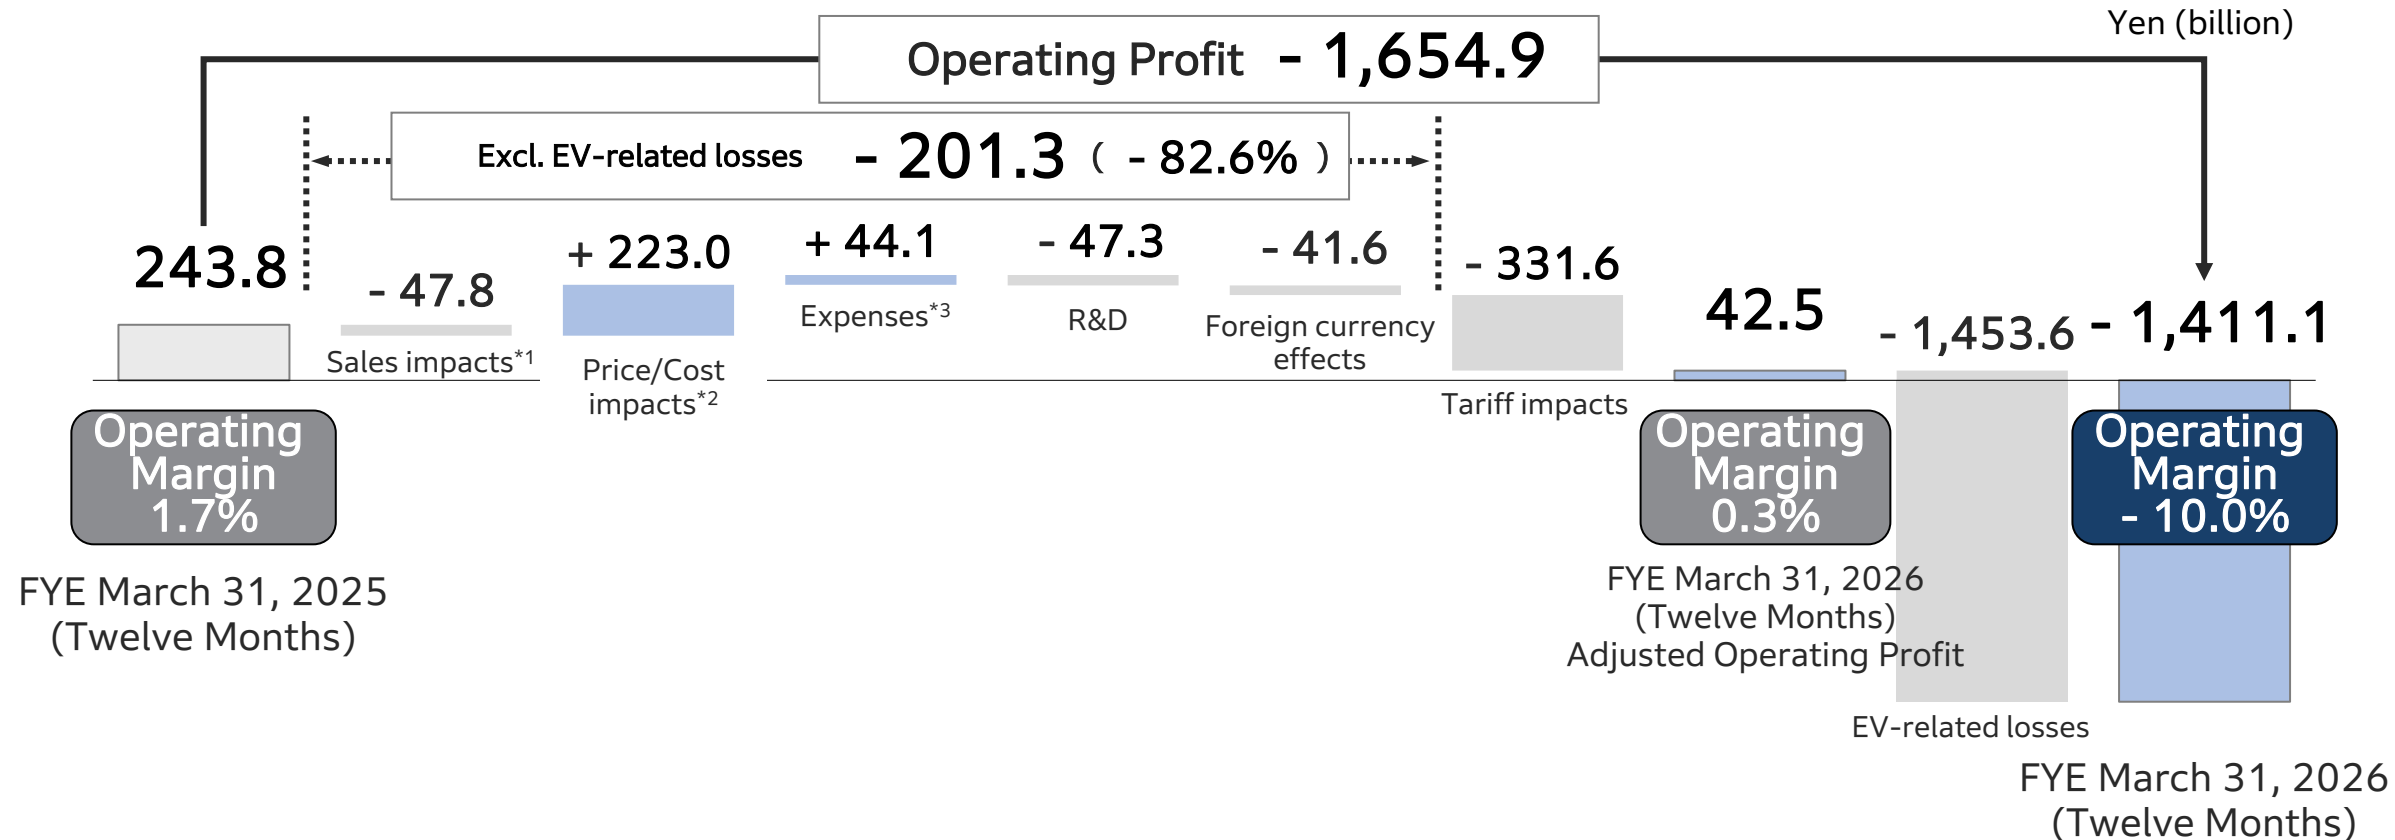 Yen (billion)
Operating Profit - 1,654.9
Excl. EV-related losses - 201.3 ( - 82.6% )
243.8
- 47.8
Sales impacts*1
+ 223.0
Price/Cost
impacts*2
+ 44.1
Expenses*3
- 47.3
R&D
- 41.6
Foreign currency
effects
- 331.6
Tariff impacts
42.5
- 1,453.6
- 1,411.1
Operating
Margin
1.7%
FYE March 31, 2025
(Twelve Months)
Operating
Margin
0.3%
FYE March 31, 2026
(Twelve Months)
Adjusted Operating Profit
EV-related losses
Operating
Margin
- 10.0%
FYE March 31, 2026
(Twelve Months)